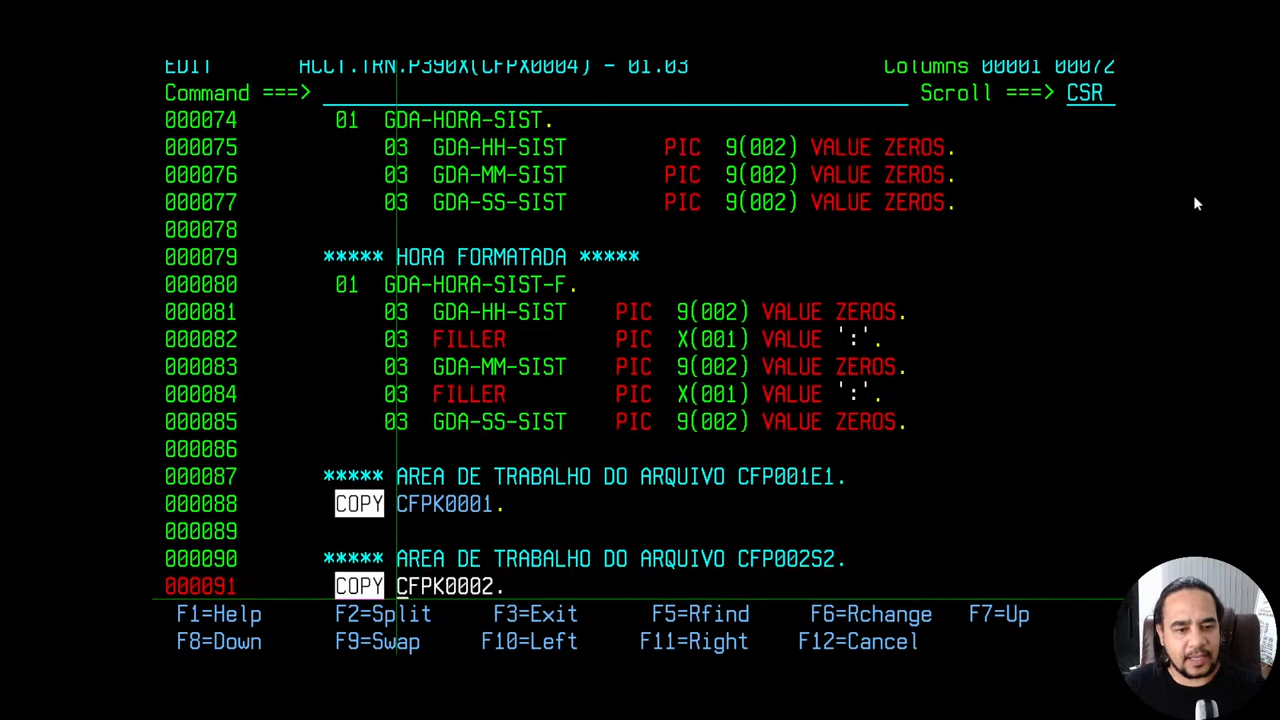 EDIT ACCT.TRN.P390X(CFPX0004) - 01.03 Columns 00001 00072
Command ===> Scroll ===> CSR
000074 01 GDA-HORA-SIST.
000075 03 GDA-HH-SIST PIC 9(002) VALUE ZEROS.
000076 03 GDA-MM-SIST PIC 9(002) VALUE ZEROS.
000077 03 GDA-SS-SIST PIC 9(002) VALUE ZEROS.
000078
000079 ***** HORA FORMATADA *****
000080 01 GDA-HORA-SIST-F.
000081 03 GDA-HH-SIST PIC 9(002) VALUE ZEROS.
000082 03 FILLER PIC X(001) VALUE ':'.
000083 03 GDA-MM-SIST PIC 9(002) VALUE ZEROS.
000084 03 FILLER PIC X(001) VALUE ':'.
000085 03 GDA-SS-SIST PIC 9(002) VALUE ZEROS.
000086
000087 ***** AREA DE TRABALHO DO ARQUIVO CFP001E1.
000088 COPY CFPK0001.
000089
000090 ***** AREA DE TRABALHO DO ARQUIVO CFP002S2.
000091 COPY CFPK0002.
F1=Help F2=Split F3=Exit F5=Rfind F6=Rchange F7=Up
F8=Down F9=Swap F10=Left F11=Right F12=Cancel